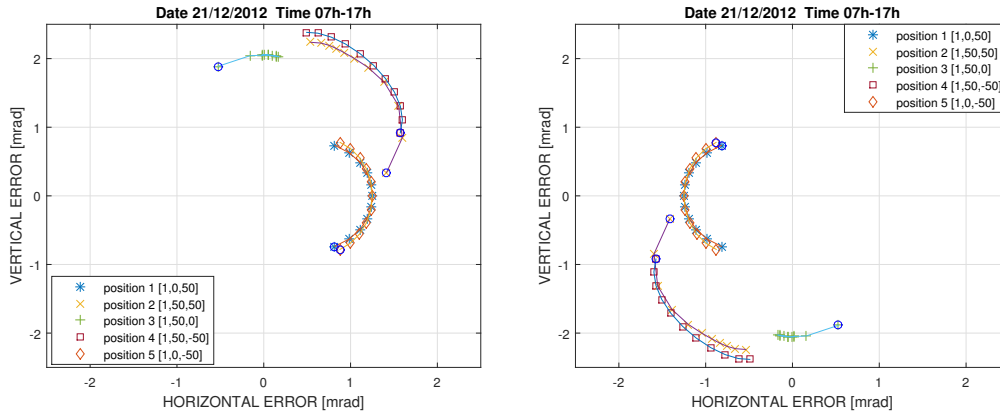 Date 21/12/2012 Time 07h-17h
VERTICAL ERROR [mrad]
2
1
0
-1
-2
position 1 [1,0,50]
position 2 [1,50,50]
position 3 [1,50,0]
position 4 [1,50,-50]
position 5 [1,0,-50]
-2
-1
0
1
2
HORIZONTAL ERROR [mrad]
Date 21/12/2012 Time 07h-17h
VERTICAL ERROR [mrad]
position 1 [1,0,50]
position 2 [1,50,50]
position 3 [1,50,0]
position 4 [1,50,-50]
position 5 [1,0,-50]
2
1
0
-1
-2
-2
-1
0
1
2
HORIZONTAL ERROR [mrad]